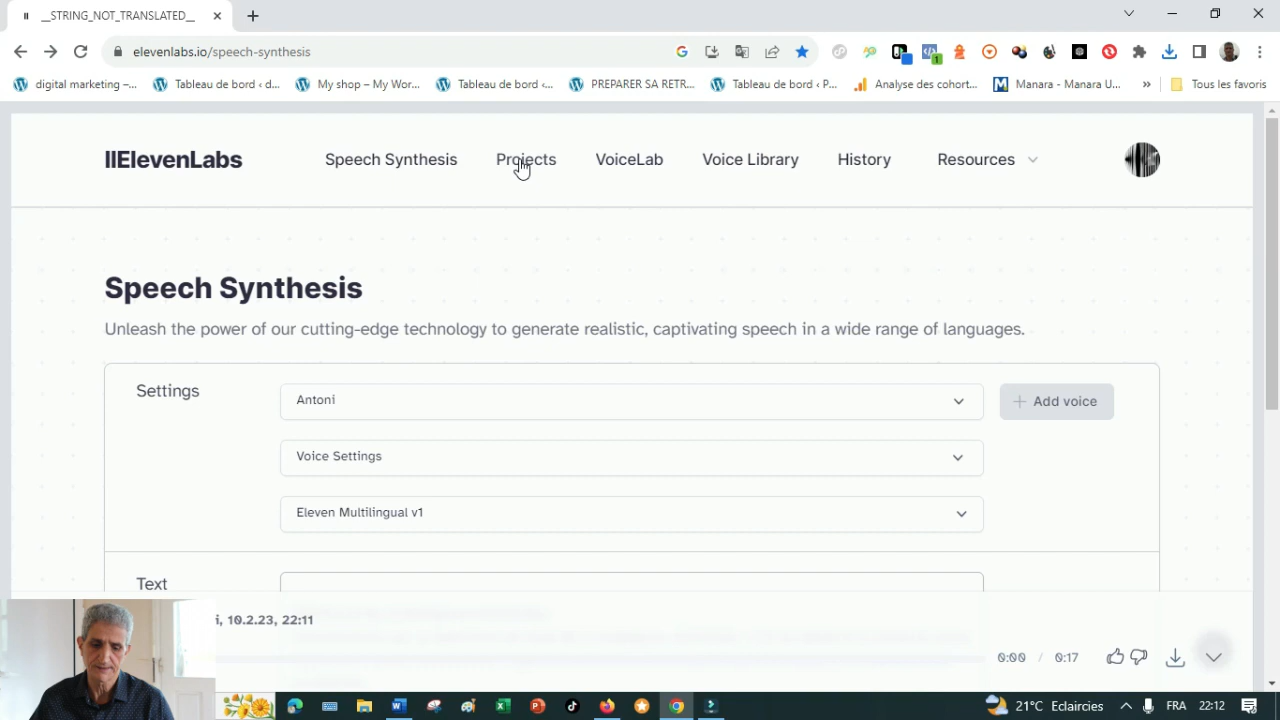 __STRING_NOT_TRANSLATED__
elevenlabs.io/speech-synthesis
1
digital marketing –...
Tableau de bord ‹ d...
My shop – My Wor...
Tableau de bord ‹...
PREPARER SA RETR...
Tableau de bord ‹ P...
Analyse des cohort...
Manara - Manara U...
»
Tous les favoris
IIElevenLabs
Speech Synthesis
Projects
VoiceLab
Voice Library
History
Resources
Speech Synthesis
Unleash the power of our cutting-edge technology to generate realistic, captivating speech in a wide range of languages.
Settings
Antoni
+ Add voice
Voice Settings
Eleven Multilingual v1
Text
i, 10.2.23, 22:11
0:00 / 0:17
21°C Eclaircies
FRA
22:12